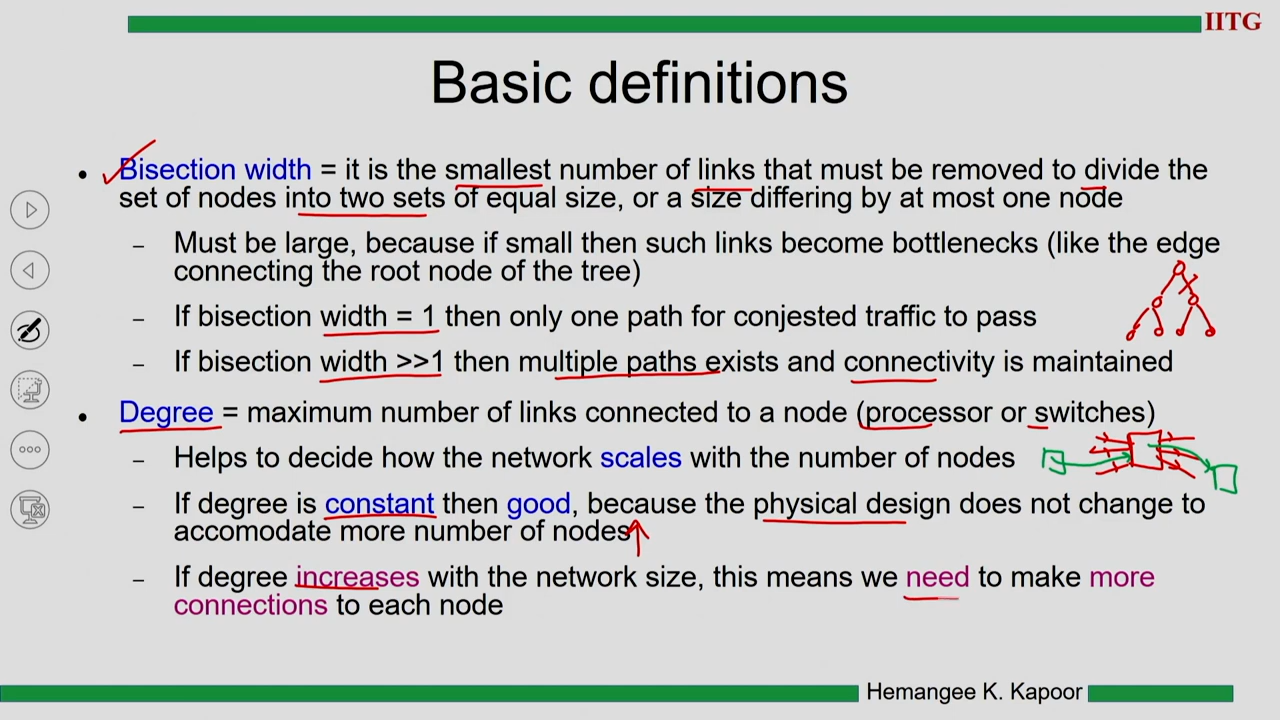 IITG
Basic definitions
• Bisection width = it is the smallest number of links that must be removed to divide the
set of nodes into two sets of equal size, or a size differing by at most one node
– Must be large, because if small then such links become bottlenecks (like the edge
connecting the root node of the tree)
– If bisection width = 1 then only one path for conjested traffic to pass
– If bisection width >>1 then multiple paths exists and connectivity is maintained
• Degree = maximum number of links connected to a node (processor or switches)
– Helps to decide how the network scales with the number of nodes
– If degree is constant then good, because the physical design does not change to
accomodate more number of nodes
– If degree increases with the network size, this means we need to make more
connections to each node
Hemangee K. Kapoor